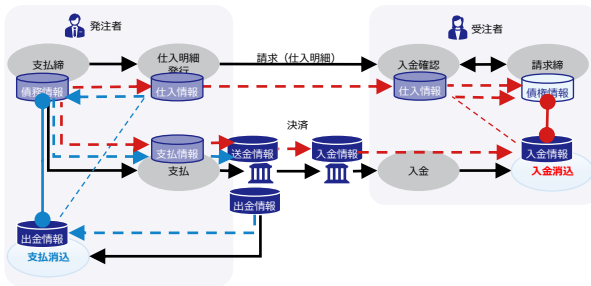 発注者
受注者
支払締
仕入明細
発行
請求（仕入明細）
入金確認
請求締
債務情報
仕入情報
仕入情報
債権情報
決済
支払情報
送金情報
入金情報
入金情報
支払
入金
入金消込
出金情報
出金情報
支払消込